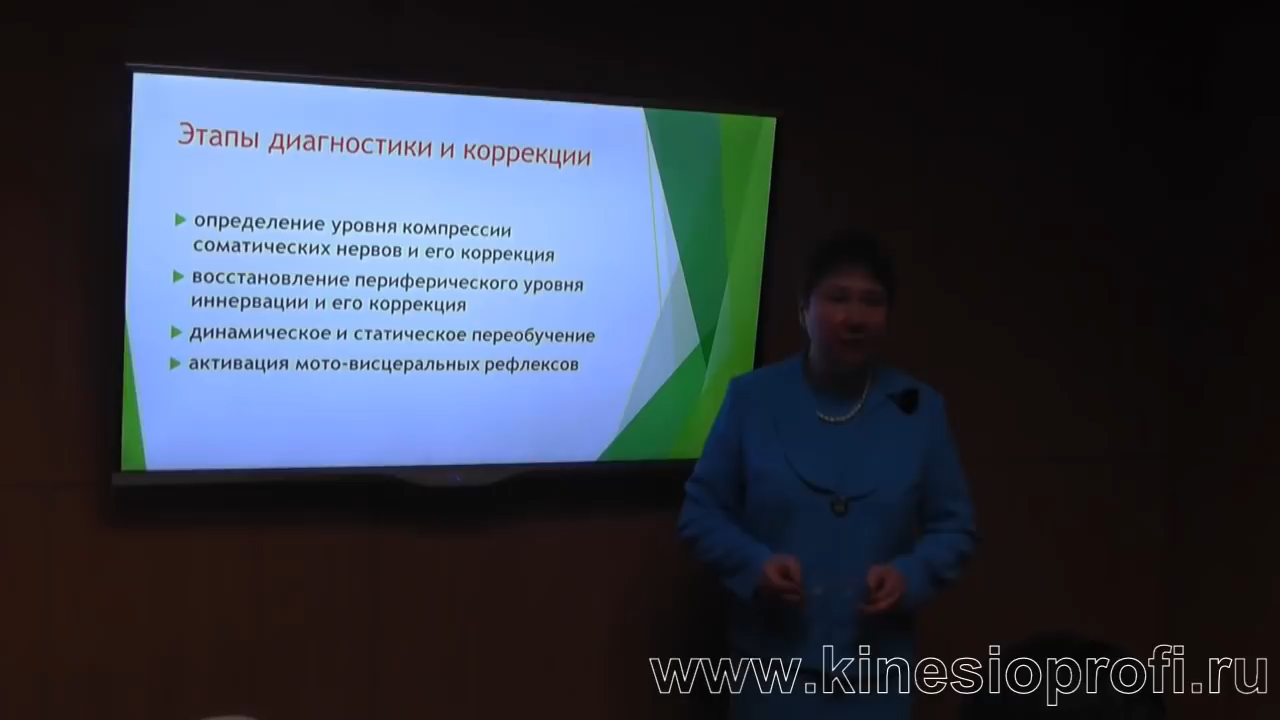 Этапы диагностики и коррекции
определение уровня компрессии
соматических нервов и его коррекция
восстановление периферического уровня
иннервации и его коррекция
динамическое и статическое переобучение
активация мото-висцеральных рефлексов
www.kinesioprofi.ru